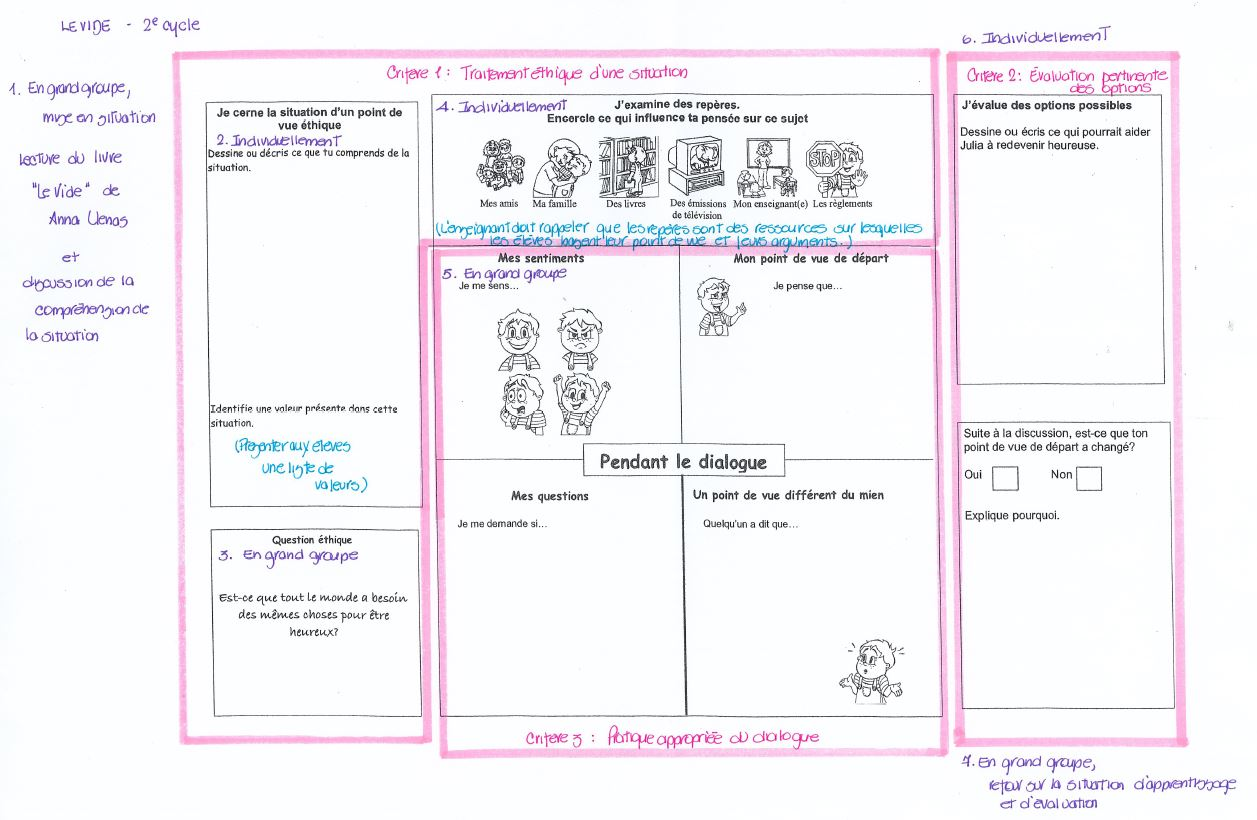 LE VIDE - 2e cycle
1. En grand groupe,
mise en situation
Lecture du livre
"Le Vide" de
Anna Llenas
et
discussion de la
compréhension de
la situation
Critère 1 : Traitement éthique d'une situation
Je cerne la situation d'un point de
vue éthique
2. Individuellement
Dessine ou décris ce que tu comprends de la
situation.
Identifie une valeur présente dans cette
situation.
(Présenter aux élèves
une liste de
valeurs)
Question éthique
3. En grand groupe
Est-ce que tout le monde a besoin
des mêmes choses pour être
heureux?
4. Individuellement
J'examine des repères.
Encercle ce qui influence ta pensée sur ce sujet
STOP
Mes amis Ma famille Des livres Des émissions Mon enseignant(e) Les règlements
de télévision
(L'enseignant doit rappeler que les repères sont des ressources sur lesquelles
les élèves basent leur point de vue et leurs arguments.)
Mes sentiments
5. En grand groupe
Je me sens...
Mon point de vue de départ
Je pense que...
Pendant le dialogue
Mes questions
Je me demande si...
Un point de vue différent du mien
Quelqu'un a dit que...
Critère 3 : Pratique appropriée du dialogue
6. Individuellement
Critère 2: Évaluation pertinente
des options
J'évalue des options possibles
Dessine ou écris ce qui pourrait aider
Julia à redevenir heureuse.
Suite à la discussion, est-ce que ton
point de vue de départ a changé?
Oui Non
Explique pourquoi.
7. En grand groupe,
retour sur la situation d'apprentissage
et d'évaluation